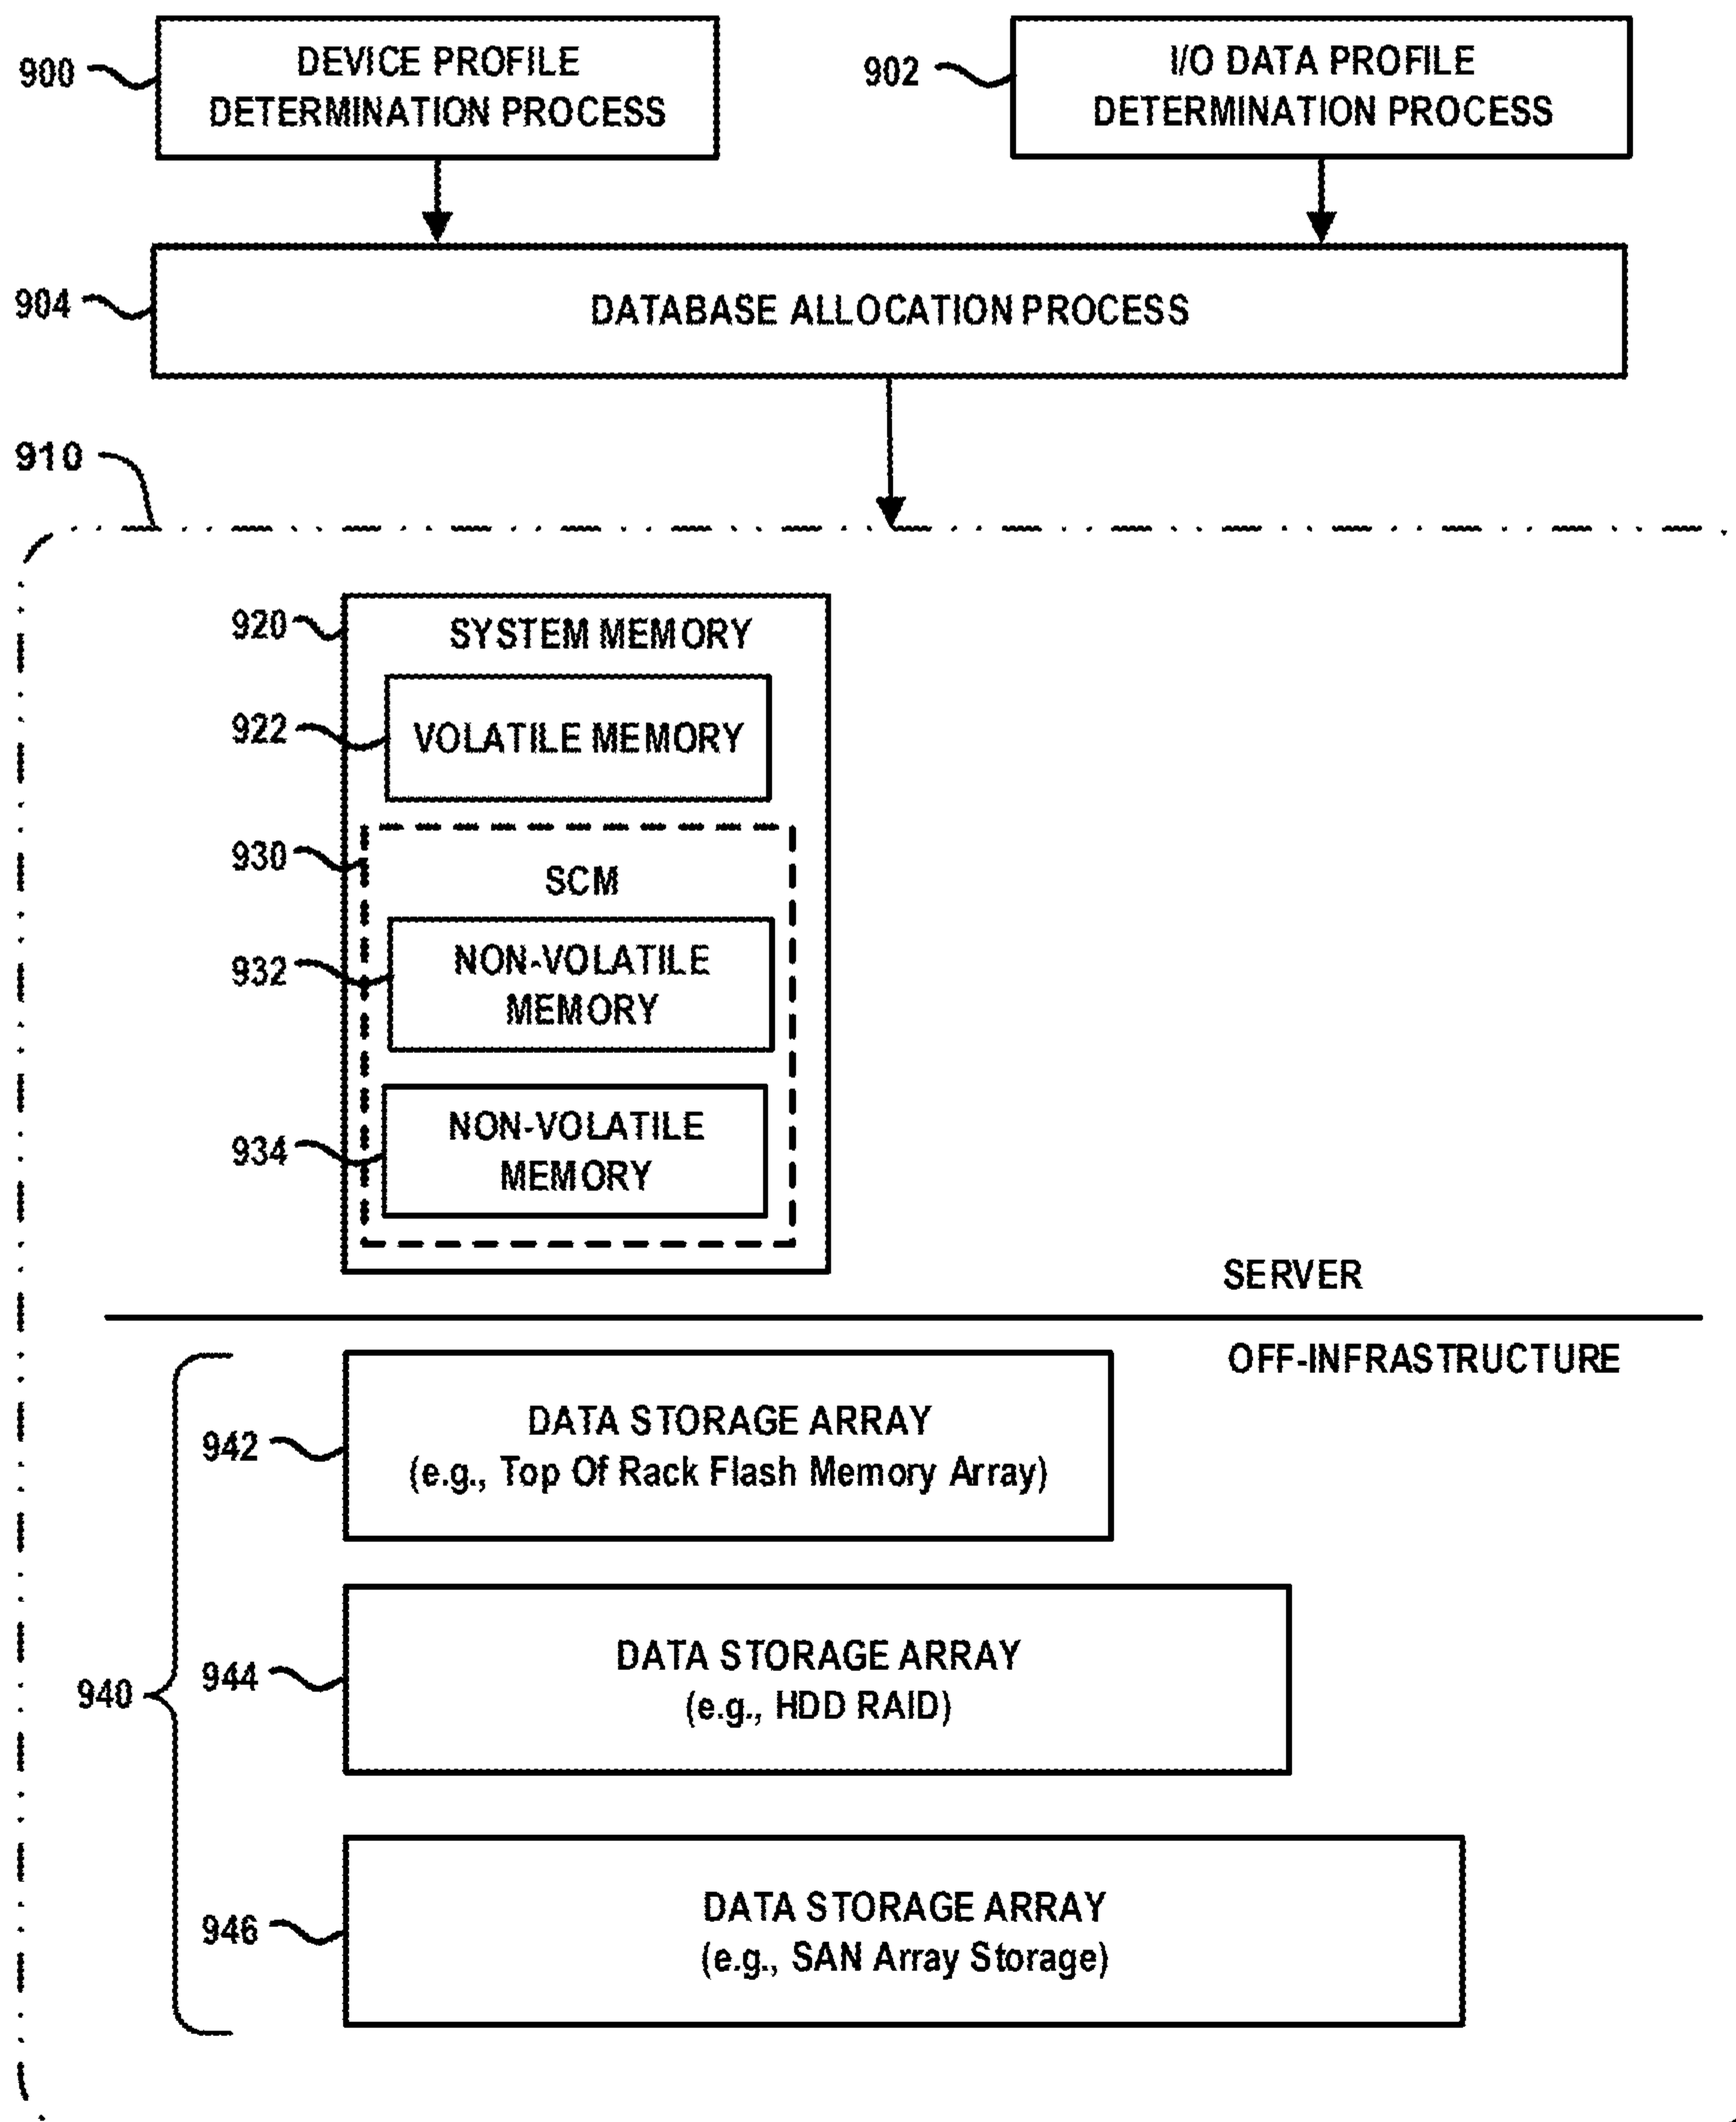 900
DEVICE PROFILE
DETERMINATION PROCESS
902
I/O DATA PROFILE
DETERMINATION PROCESS
904
DATABASE ALLOCATION PROCESS
910
920
SYSTEM MEMORY
922
VOLATILE MEMORY
930
SCM
932
NON-VOLATILE
MEMORY
934
NON-VOLATILE
MEMORY
SERVER
OFF-INFRASTRUCTURE
940
942
DATA STORAGE ARRAY
(e.g., Top Of Rack Flash Memory Array)
944
DATA STORAGE ARRAY
(e.g., HDD RAID)
946
DATA STORAGE ARRAY
(e.g., SAN Array Storage)